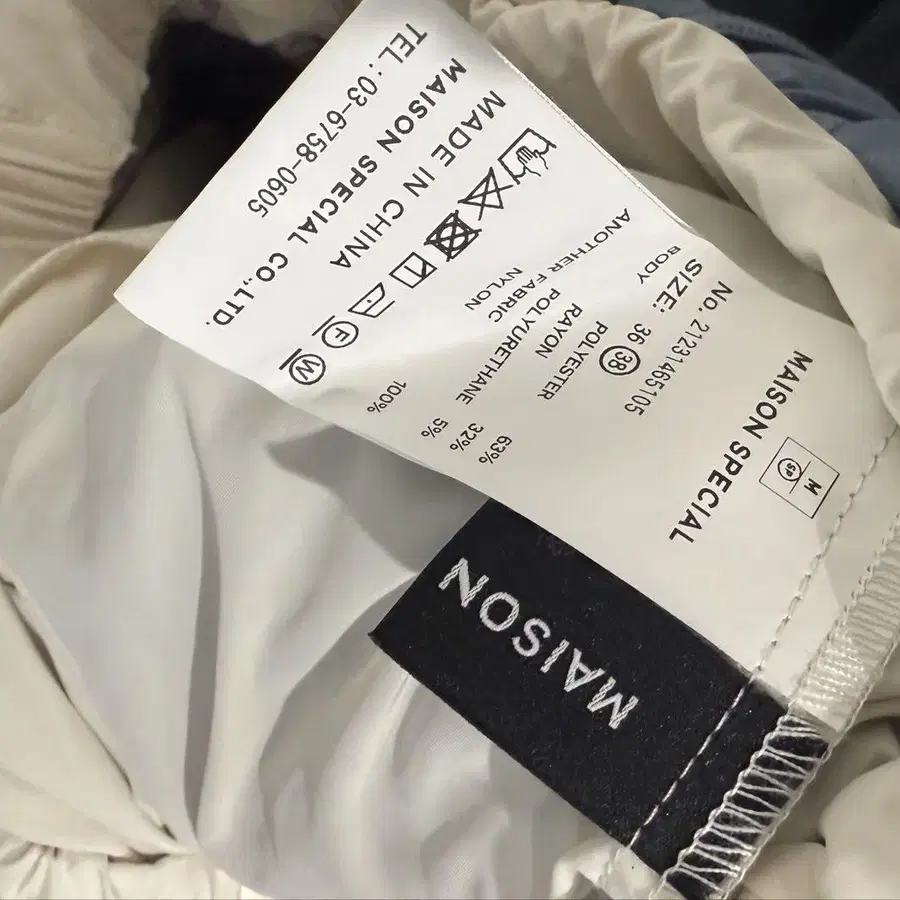 M
SP
MAISON SPECIAL
No. 21231465105
SIZE: 36 38
BODY
POLYESTER 63%
RAYON 32%
POLYURETHANE 5%
ANOTHER FABRIC
NYLON 100%
F
W
MADE IN CHINA
MAISON SPECIAL CO.,LTD.
TEL: 03-6758-0605
MAISON